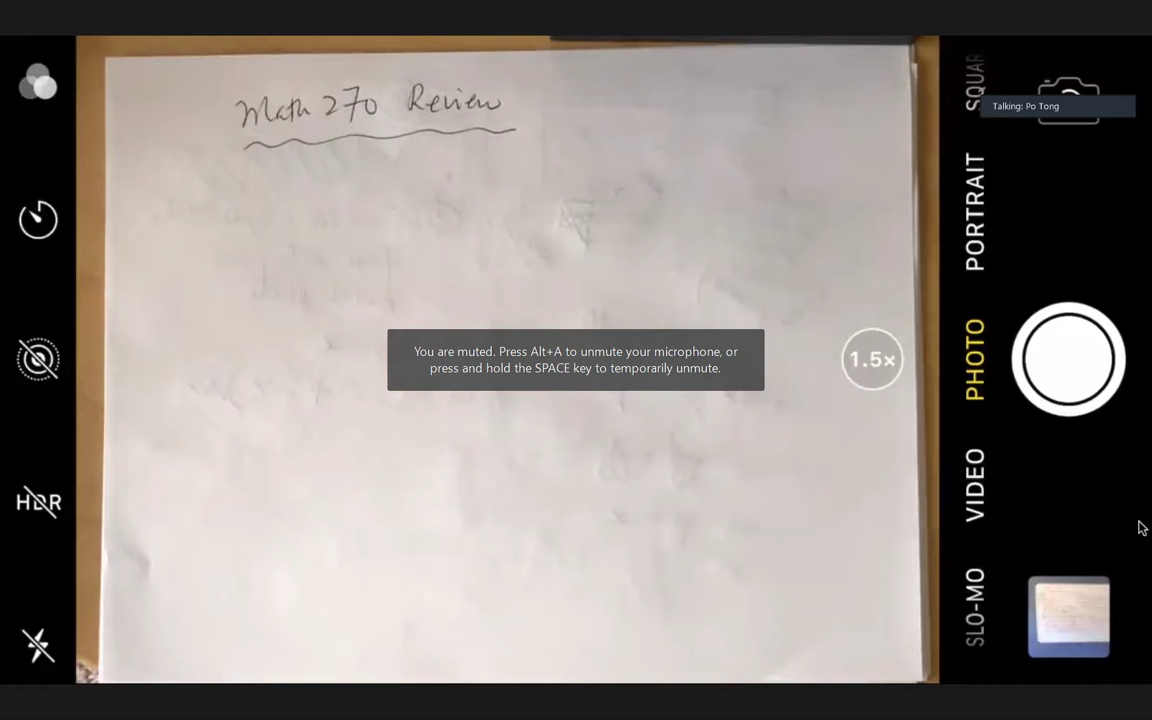 Math 270 Review
SQUAR
Talking: Po Tong
PORTRAIT
You are muted. Press Alt+A to unmute your microphone, or
press and hold the SPACE key to temporarily unmute.
1.5×
PHOTO
VIDEO
HDR
SLO-MO